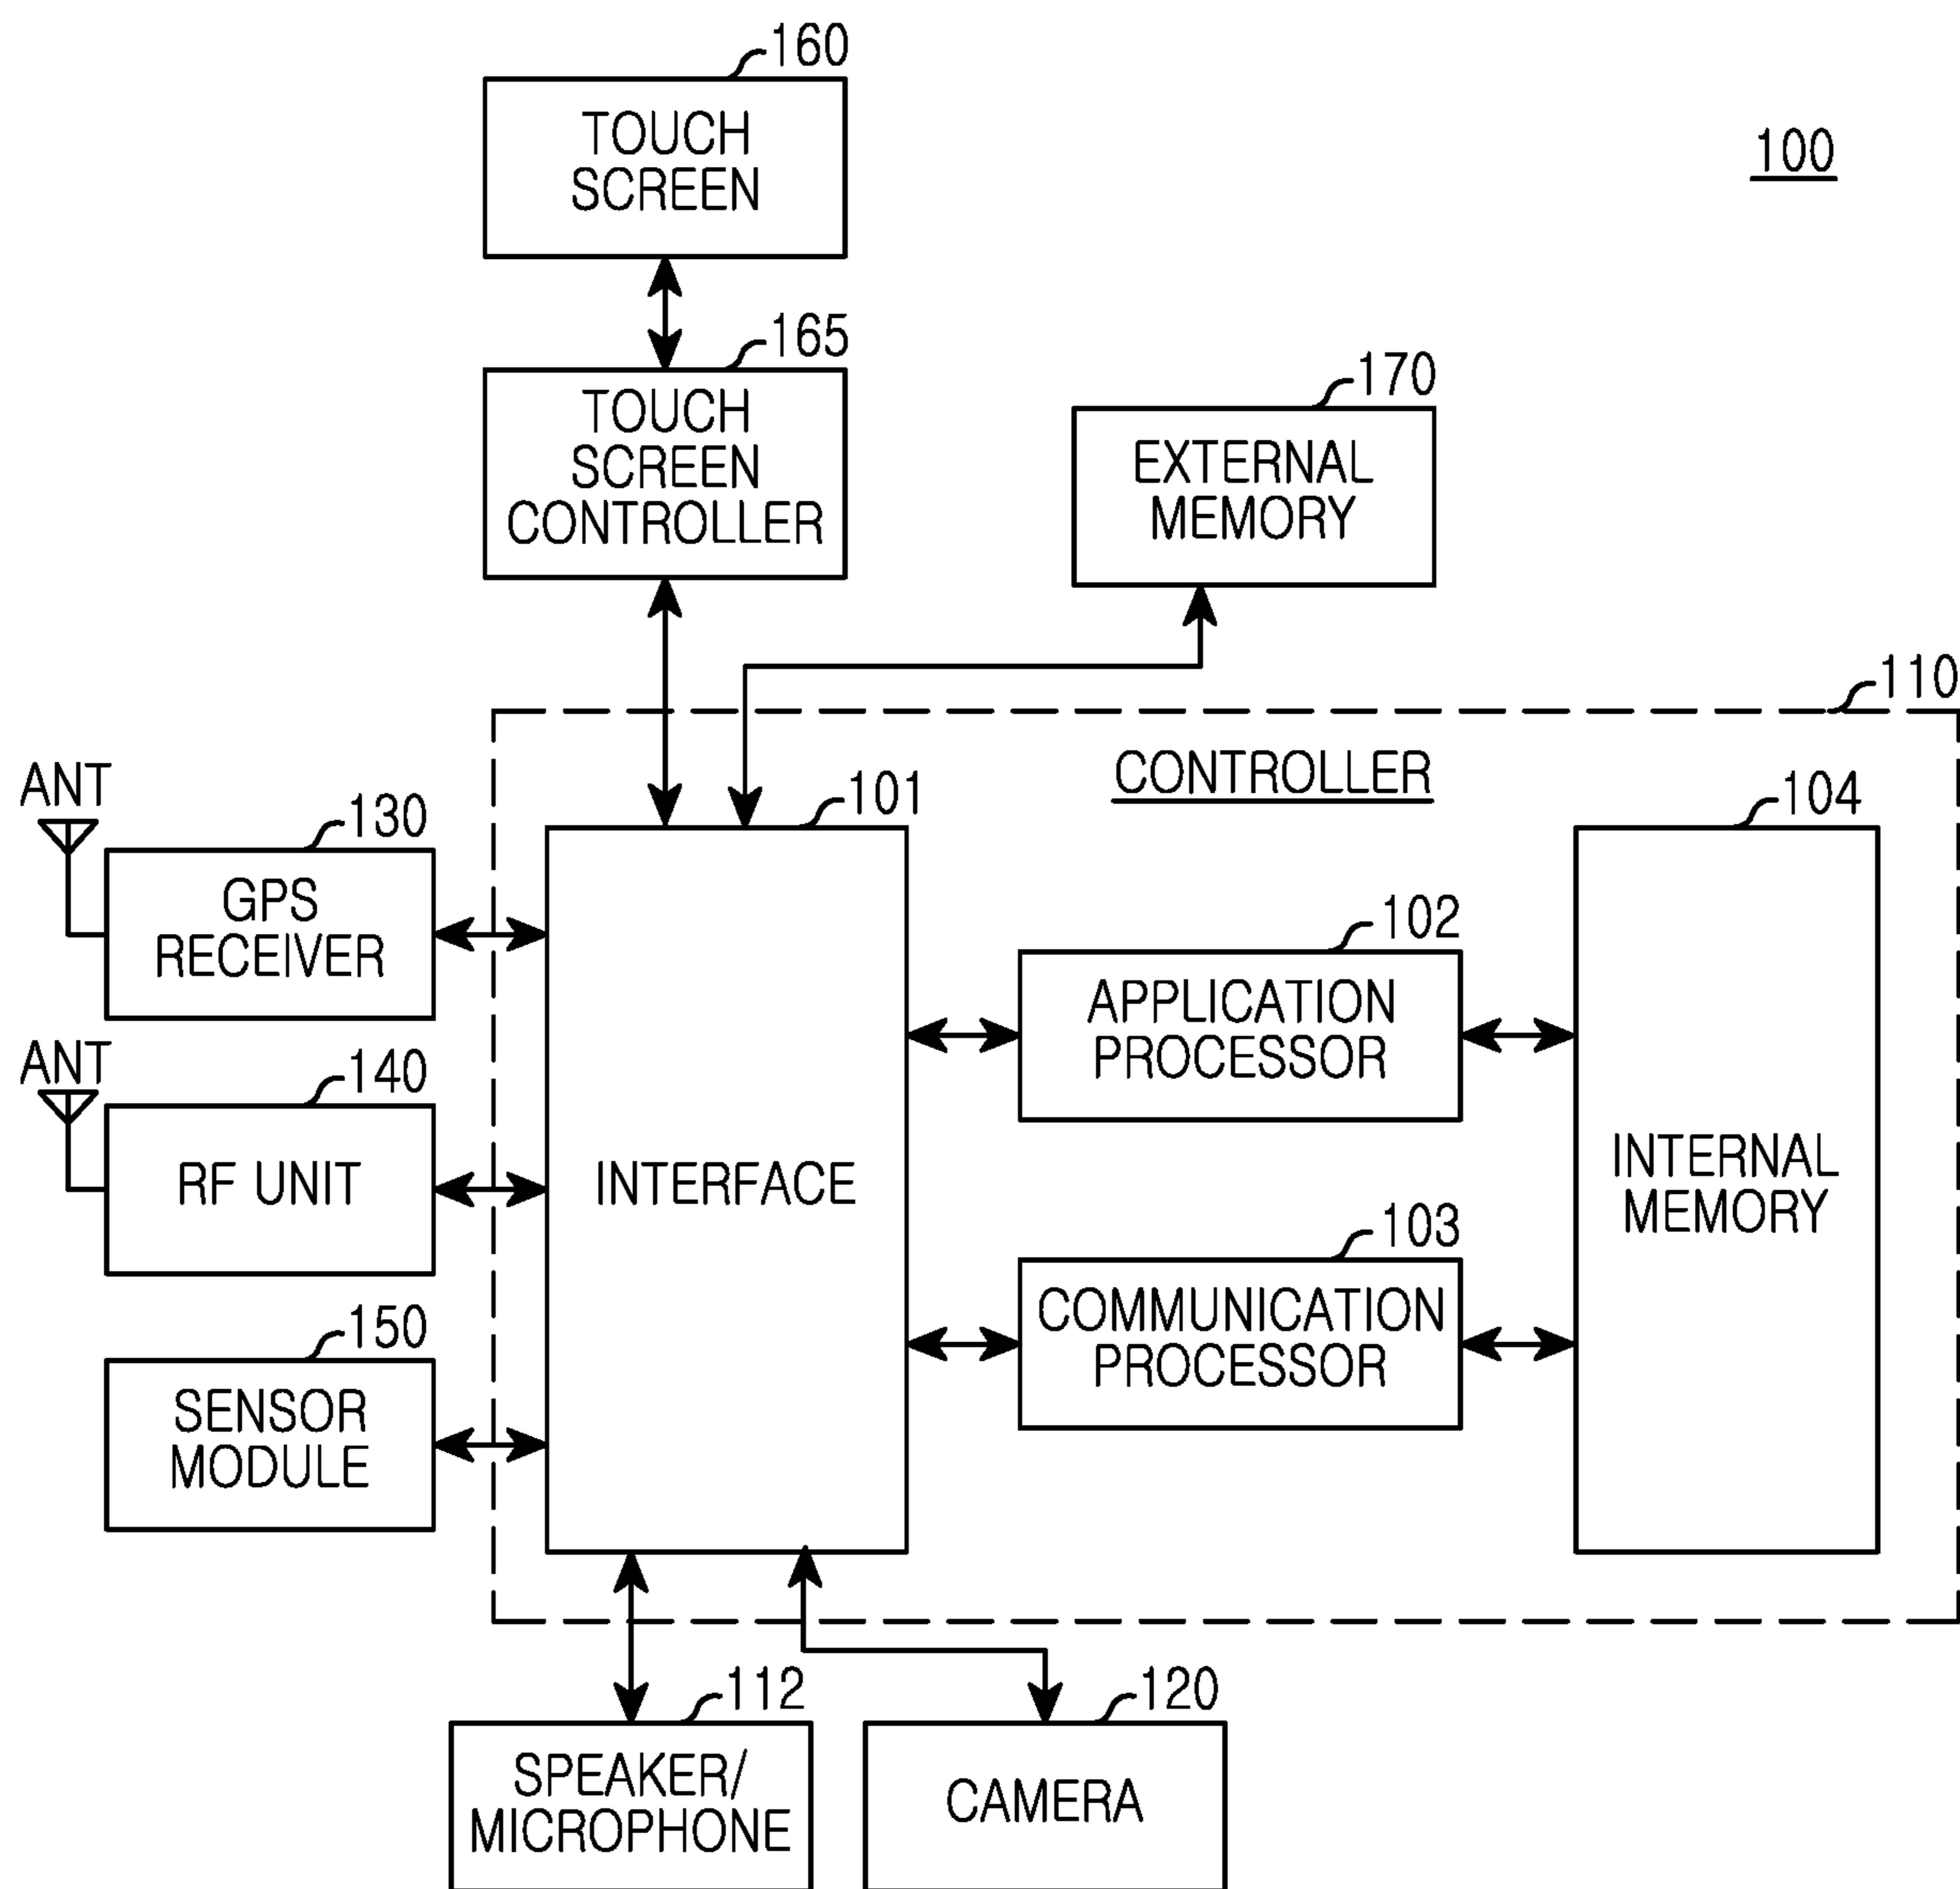 160
TOUCH
SCREEN
100
165
TOUCH
SCREEN
CONTROLLER
170
EXTERNAL
MEMORY
110
CONTROLLER
ANT
130
GPS
RECEIVER
101
INTERFACE
104
INTERNAL
MEMORY
102
APPLICATION
PROCESSOR
ANT
140
RF UNIT
103
COMMUNICATION
PROCESSOR
150
SENSOR
MODULE
112
SPEAKER/
MICROPHONE
120
CAMERA